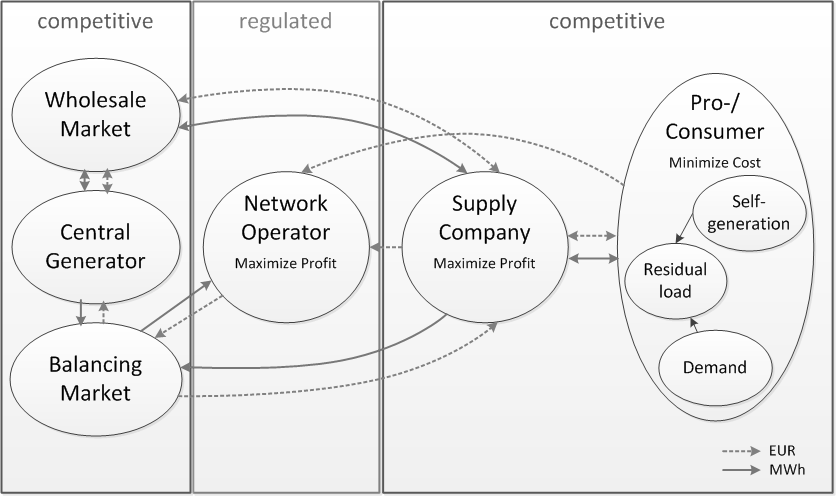 competitive
regulated
competitive
Wholesale
Market
Central
Generator
Balancing
Market
Network
Operator
Maximize Profit
Supply
Company
Maximize Profit
Pro-/
Consumer
Minimize Cost
Self-
generation
Residual
load
Demand
EUR
MWh